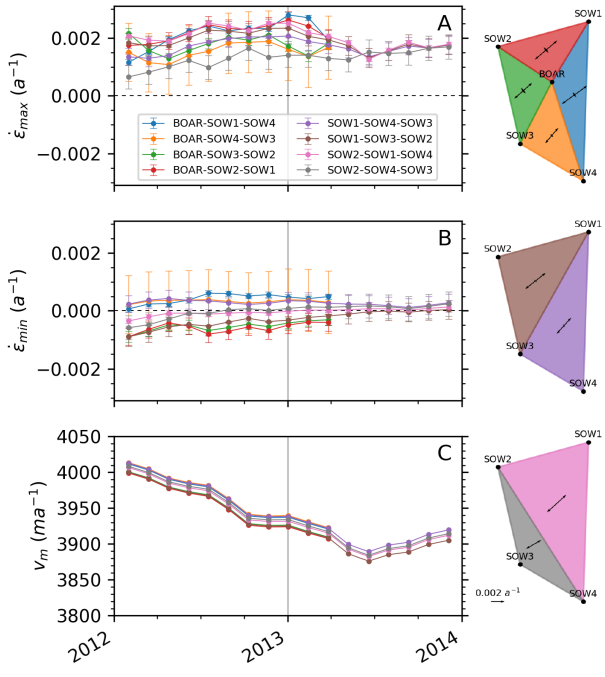 A
0.002
0.000
−0.002
ε̇max (a−1)
BOAR-SOW1-SOW4
BOAR-SOW4-SOW3
BOAR-SOW3-SOW2
BOAR-SOW2-SOW1
SOW1-SOW4-SOW3
SOW1-SOW3-SOW2
SOW2-SOW1-SOW4
SOW2-SOW4-SOW3
SOW1
SOW2
BOAR
SOW3
SOW4
B
0.002
0.000
−0.002
ε̇min (a−1)
SOW1
SOW2
SOW3
SOW4
C
4050
4000
3950
3900
3850
3800
vm (ma−1)
2012
2013
2014
SOW1
SOW2
SOW3
SOW4
0.002 a−1